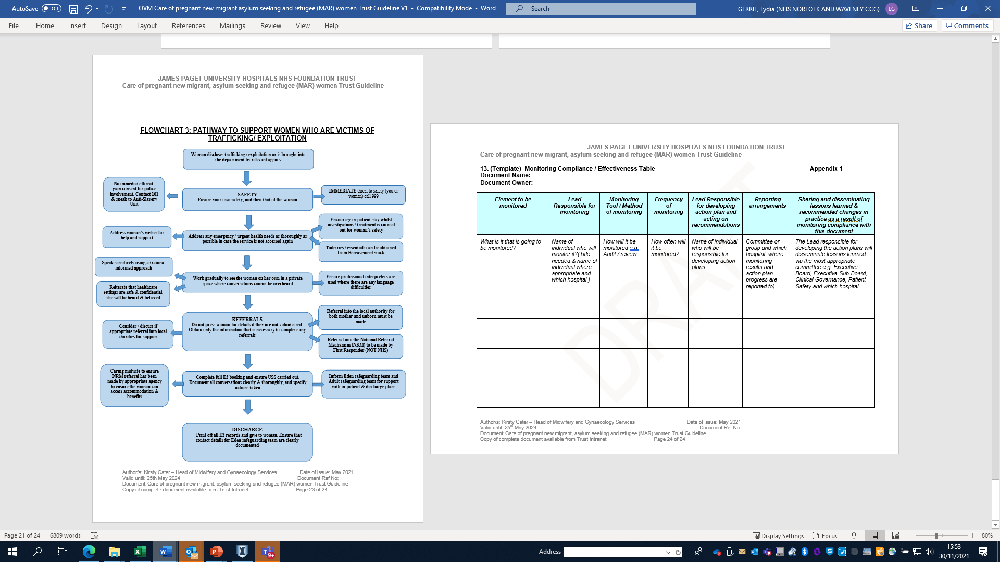 AutoSave Off
OVM Care of pregnant new migrant asylum seeking and refugee (MAR) women Trust Guideline V1 - Compatibility Mode - Word
Search
GERRIE, Lydia (NHS NORFOLK AND WAVENEY CCG) LG
File Home Insert Design Layout References Mailings Review View Help
Share Comments
JAMES PAGET UNIVERSITY HOSPITALS NHS FOUNDATION TRUST
Care of pregnant new migrant, asylum seeking and refugee (MAR) women Trust Guideline
FLOWCHART 3: PATHWAY TO SUPPORT WOMEN WHO ARE VICTIMS OF
TRAFFICKING/ EXPLOITATION
Woman discloses trafficking / exploitation or is brought into
the department by relevant agency
No immediate threat:
gain consent for police
involvement. Contact 101
& speak to Anti-Slavery
Unit
SAFETY
Ensure your own safety, and then that of the woman
IMMEDIATE threat to safety (you or
woman) call 999
Address woman's wishes for
help and support
Address any emergency / urgent health needs as thoroughly as
possible in case the service is not accessed again
Encourage in-patient stay whilst
investigations / treatment is carried
out for woman's safety
Toiletries / essentials can be obtained
from Bereavement stock
Speak sensitively using a trauma-
informed approach
Reiterate that healthcare
settings are safe & confidential,
she will be heard & believed
Work gradually to see the woman on her own in a private
space where conversations cannot be overheard
Ensure professional interpreters are
used where there are any language
difficulties
Consider / discuss if
appropriate referral into local
charities for support
REFERRALS
Do not press woman for details if they are not volunteered.
Obtain only the information that is necessary to complete any
referrals
Referral into the local authority for
both mother and unborn must be
made
Referral into the National Referral
Mechanism (NRM) to be made by
First Responder (NOT NHS)
Caring midwife to ensure
NRM referral has been
made by appropriate agency
to ensure the woman can
access accommodation &
benefits
Complete full E3 booking and ensure USS carried out.
Document all conversations clearly & thoroughly, and specify
actions taken
Inform Eden safeguarding team and
Adult safeguarding team for support
with in-patient & discharge plans
DISCHARGE
Print off all E3 records and give to woman. Ensure that
contact details for Eden safeguarding team are clearly
documented
Author/s: Kirsty Cater – Head of Midwifery and Gynaecology Services Date of issue: May 2021
Valid until: 25th May 2024 Document Ref No:
Document: Care of pregnant new migrant, asylum seeking and refugee (MAR) women Trust Guideline
Copy of complete document available from Trust Intranet Page 23 of 24
JAMES PAGET UNIVERSITY HOSPITALS NHS FOUNDATION TRUST
Care of pregnant new migrant, asylum seeking and refugee (MAR) women Trust Guideline
13. (Template) Monitoring Compliance / Effectiveness Table Appendix 1
Document Name:
Document Owner:
Element to be
monitored
Lead
Responsible for
monitoring
Monitoring
Tool / Method
of monitoring
Frequency
of
monitoring
Lead Responsible
for developing
action plan and
acting on
recommendations
Reporting
arrangements
Sharing and disseminating
lessons learned &
recommended changes in
practice as a result of
monitoring compliance with
this document
What is it that is going to
be monitored?
Name of
individual who will
monitor it?(Title
needed & name of
individual where
appropriate and
which hospital )
How will it be
monitored e.g.
Audit / review
How often will
it be
monitored?
Name of individual
who will be
responsible for
developing action
plans
Committee or
group and which
hospital where
monitoring
results and
action plan
progress are
reported to)
The Lead responsible for
developing the action plans will
disseminate lessons learned
via the most appropriate
committee e.g. Executive
Board, Executive Sub-Board,
Clinical Governance, Patient
Safety and which hospital.
DRAFT
Author/s: Kirsty Cater – Head of Midwifery and Gynaecology Services Date of issue: May 2021
Valid until: 25th May 2024 Document Ref No:
Document: Care of pregnant new migrant, asylum seeking and refugee (MAR) women Trust Guideline
Copy of complete document available from Trust Intranet Page 24 of 24
Page 21 of 24 6809 words
Display Settings Focus 80%
Address
15:53
30/11/2021
9+